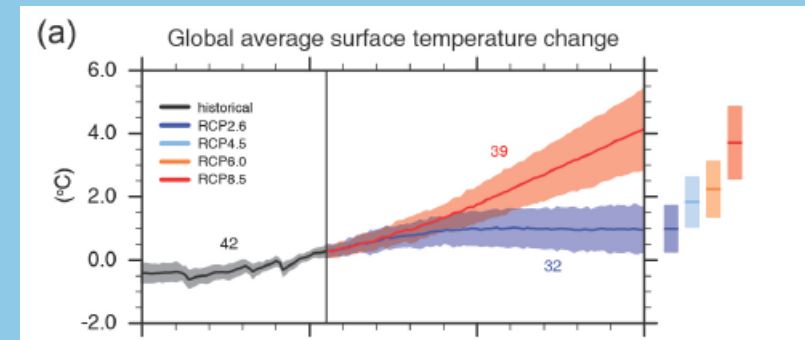 (a)
Global average surface temperature change
6.0
4.0
2.0
0.0
-2.0
(°C)
historical
RCP2.6
RCP4.5
RCP6.0
RCP8.5
42
39
32